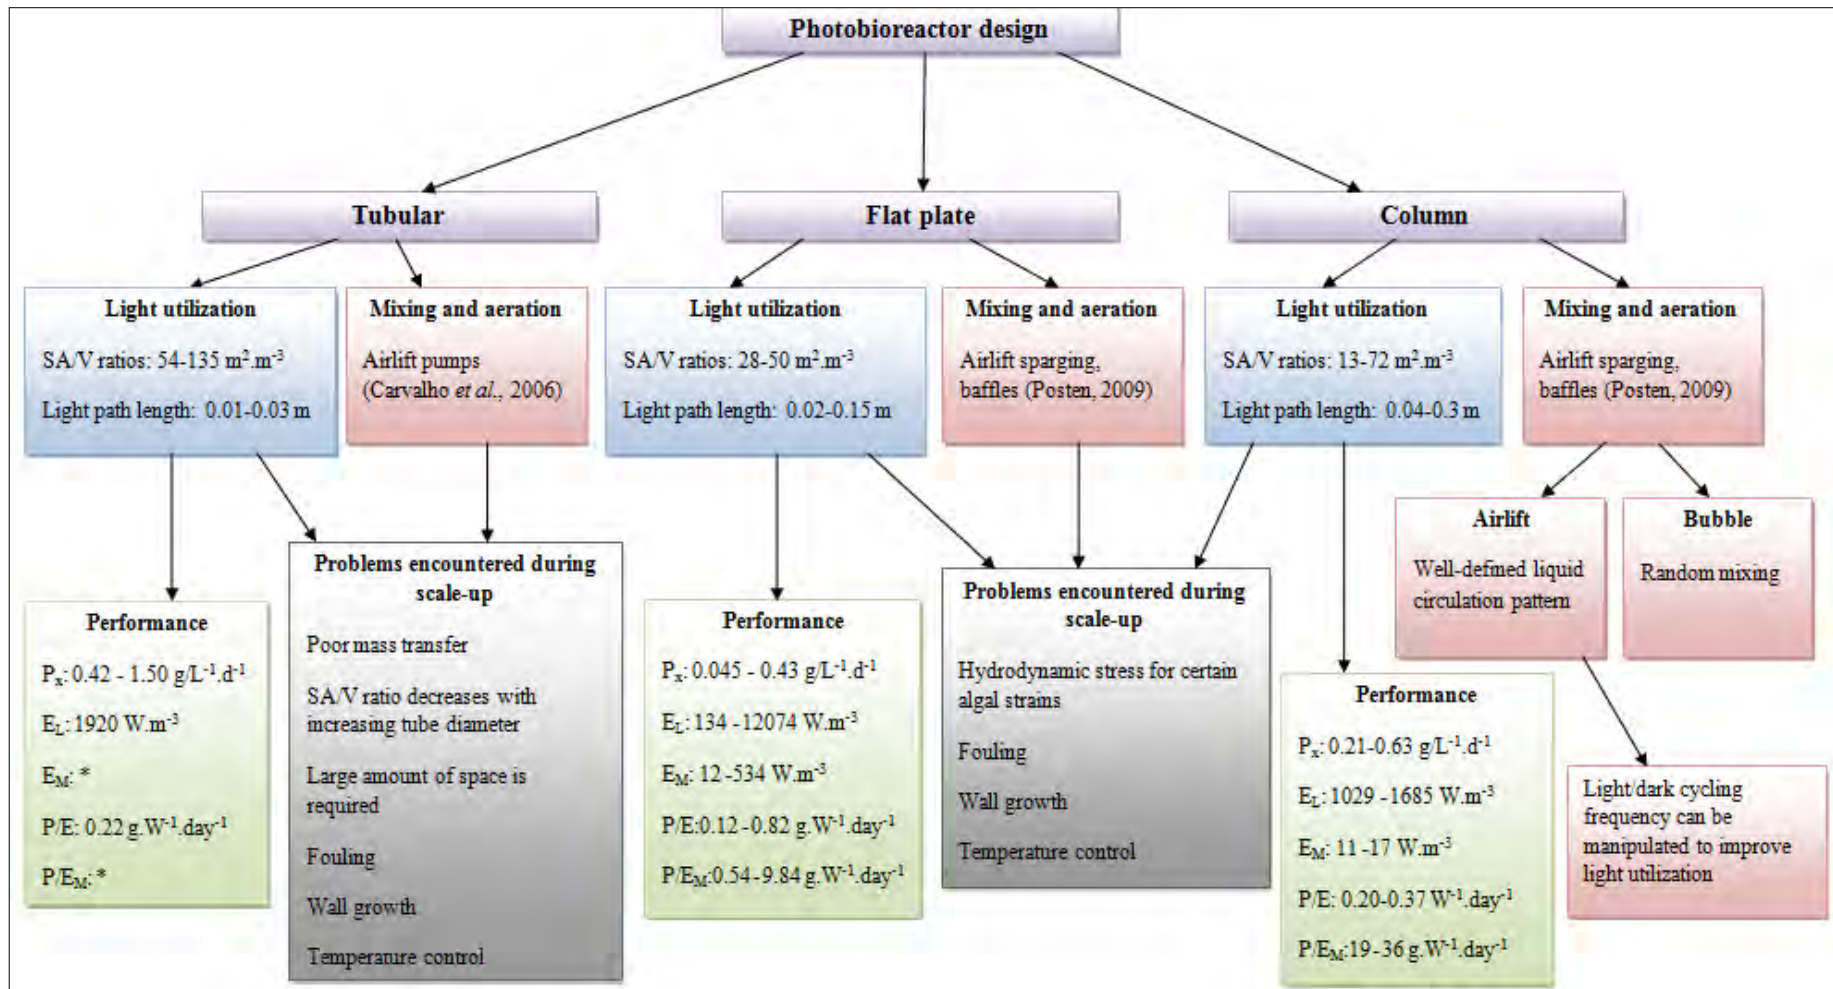 Photobioreactor design
Tubular
Flat plate
Column
Light utilization
SA/V ratios: 54-135 m².m⁻³
Light path length: 0.01-0.03 m
Mixing and aeration
Airlift pumps
(Carvalho et al., 2006)
Light utilization
SA/V ratios: 28-50 m².m⁻³
Light path length: 0.02-0.15 m
Mixing and aeration
Airlift sparging,
baffles (Posten, 2009)
Light utilization
SA/V ratios: 13-72 m².m⁻³
Light path length: 0.04-0.3 m
Mixing and aeration
Airlift sparging,
baffles (Posten, 2009)
Airlift
Well-defined liquid
circulation pattern
Bubble
Random mixing
Performance
Pₓ: 0.42 - 1.50 g/L⁻¹.d⁻¹
E_L: 1920 W.m⁻³
E_M: *
P/E: 0.22 g.W⁻¹.day⁻¹
P/E_M: *
Problems encountered during
scale-up
Poor mass transfer
SA/V ratio decreases with
increasing tube diameter
Large amount of space is
required
Fouling
Wall growth
Temperature control
Performance
Pₓ: 0.045 - 0.43 g/L⁻¹.d⁻¹
E_L: 134 -12074 W.m⁻³
E_M: 12 -534 W.m⁻³
P/E:0.12 -0.82 g.W⁻¹.day⁻¹
P/E_M:0.54-9.84 g.W⁻¹.day⁻¹
Problems encountered during
scale-up
Hydrodynamic stress for certain
algal strains
Fouling
Wall growth
Temperature control
Performance
Pₓ: 0.21-0.63 g/L⁻¹.d⁻¹
E_L: 1029 -1685 W.m⁻³
E_M: 11 -17 W.m⁻³
P/E: 0.20-0.37 W⁻¹.day⁻¹
P/E_M:19 -36 g.W⁻¹.day⁻¹
Light/dark cycling
frequency can be
manipulated to improve
light utilization